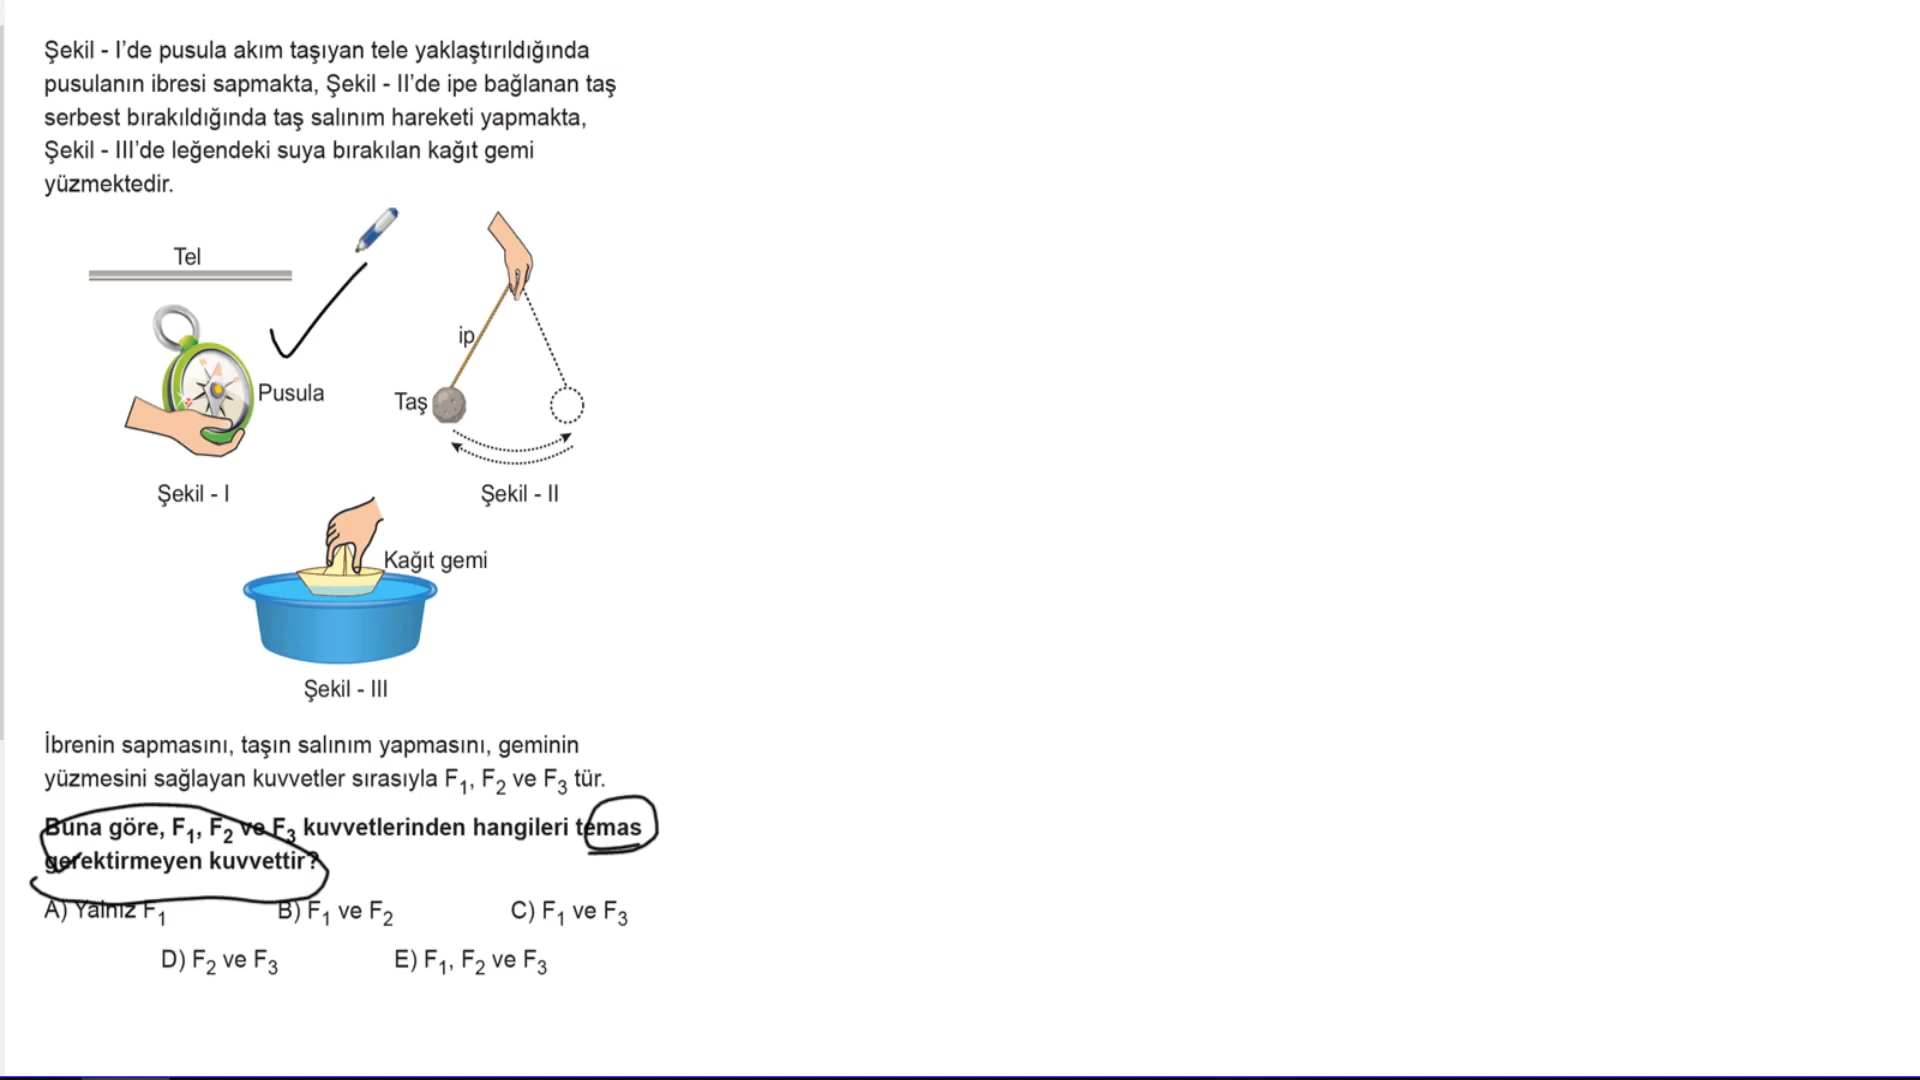 Şekil - I’de pusula akım taşıyan tele yaklaştırıldığında
pusulanın ibresi sapmakta, Şekil - II’de ipe bağlanan taş
serbest bırakıldığında taş salınım hareketi yapmakta,
Şekil - III’de leğendeki suya bırakılan kağıt gemi
yüzmektedir.
Tel
ip
Pusula
Taş
Şekil - I
Şekil - II
Kağıt gemi
Şekil - III
İbrenin sapmasını, taşın salınım yapmasını, geminin
yüzmesini sağlayan kuvvetler sırasıyla F₁, F₂ ve F₃ tür.
Buna göre, F₁, F₂ ve F₃ kuvvetlerinden hangileri temas
gerektirmeyen kuvvettir?
A) Yalnız F₁ B) F₁ ve F₂ C) F₁ ve F₃
D) F₂ ve F₃ E) F₁, F₂ ve F₃